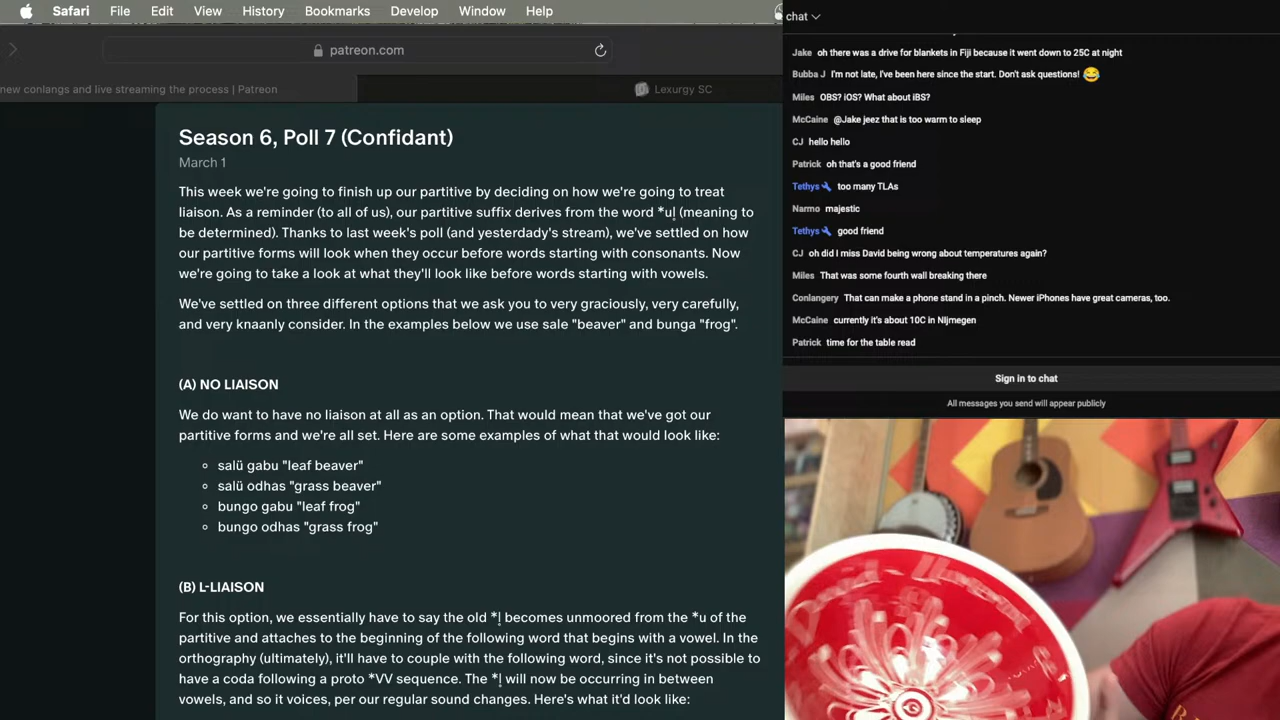 Safari File Edit View History Bookmarks Develop Window Help
patreon.com
new conlangs and live streaming the process | Patreon
Lexurgy SC
Season 6, Poll 7 (Confidant)
March 1
This week we're going to finish up our partitive by deciding on how we're going to treat
liaison. As a reminder (to all of us), our partitive suffix derives from the word *ul̥ (meaning to
be determined). Thanks to last week's poll (and yesterdady's stream), we've settled on how
our partitive forms will look when they occur before words starting with consonants. Now
we're going to take a look at what they'll look like before words starting with vowels.
We've settled on three different options that we ask you to very graciously, very carefully,
and very knaanly consider. In the examples below we use sale "beaver" and bunga "frog".
(A) NO LIAISON
We do want to have no liaison at all as an option. That would mean that we've got our
partitive forms and we're all set. Here are some examples of what that would look like:
salü gabu "leaf beaver"
salü odhas "grass beaver"
bungo gabu "leaf frog"
bungo odhas "grass frog"
(B) L-LIAISON
For this option, we essentially have to say the old *l̥ becomes unmoored from the *u of the
partitive and attaches to the beginning of the following word that begins with a vowel. In the
orthography (ultimately), it'll have to couple with the following word, since it's not possible to
have a coda following a proto *VV sequence. The *l̥ will now be occurring in between
vowels, and so it voices, per our regular sound changes. Here's what it'd look like:
chat
Jake oh there was a drive for blankets in Fiji because it went down to 25C at night
Bubba J I'm not late, I've been here since the start. Don't ask questions! 😂
Miles OBS? iOS? What about iBS?
McCaine @Jake jeez that is too warm to sleep
CJ hello hello
Patrick oh that's a good friend
Tethys too many TLAs
Narmo majestic
Tethys good friend
CJ oh did I miss David being wrong about temperatures again?
Miles That was some fourth wall breaking there
Conlangery That can make a phone stand in a pinch. Newer iPhones have great cameras, too.
McCaine currently it's about 10C in NIjmegen
Patrick time for the table read
Sign in to chat
All messages you send will appear publicly